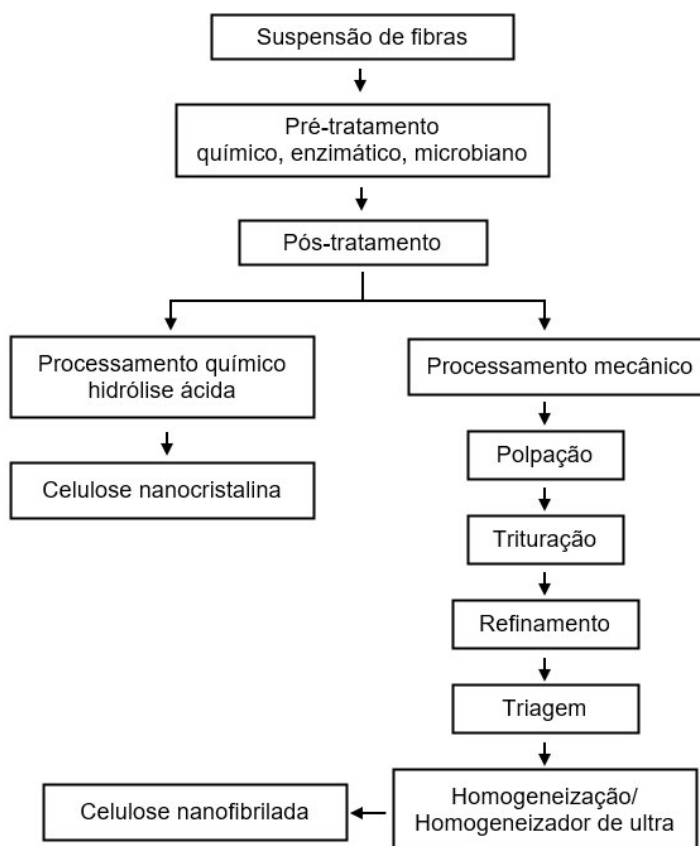 Suspensão de fibras
Pré-tratamento
químico, enzimático, microbiano
Pós-tratamento
Processamento químico
hidrólise ácida
Celulose nanocristalina
Processamento mecânico
Polpação
Trituração
Refinamento
Triagem
Homogeneização/
Homogeneizador de ultra
Celulose nanofibrilada